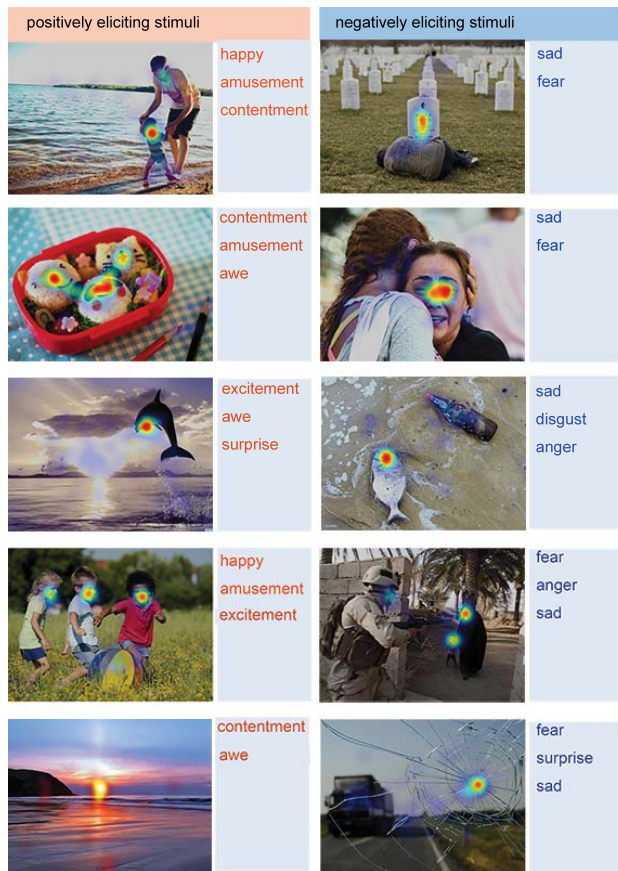 positively eliciting stimuli
negatively eliciting stimuli
happy
amusement
contentment
sad
fear
contentment
amusement
awe
sad
fear
excitement
awe
surprise
sad
disgust
anger
happy
amusement
excitement
fear
anger
sad
contentment
awe
fear
surprise
sad